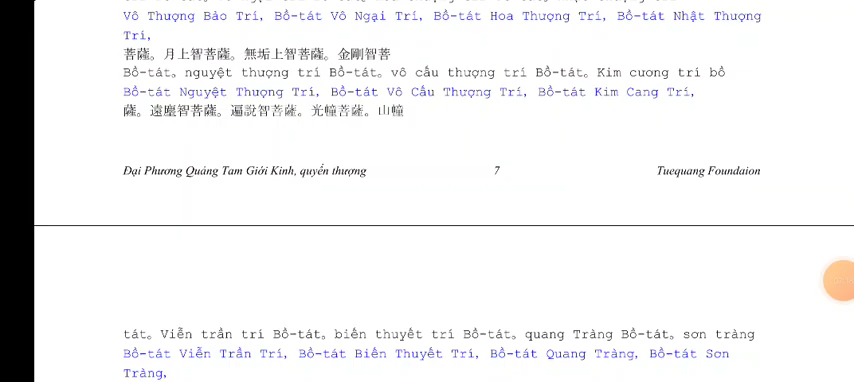 Vô Thượng Bảo Trí, Bồ-tát Vô Ngại Trí, Bồ-tát Hoa Thượng Trí, Bồ-tát Nhật Thượng
Trí,
菩薩。月上智菩薩。無垢上智菩薩。金剛智菩
Bồ-tát。nguyệt thượng trí Bồ-tát。vô cấu thượng trí Bồ-tát。Kim cương trí bồ
Bồ-tát Nguyệt Thượng Trí, Bồ-tát Vô Cấu Thượng Trí, Bồ-tát Kim Cang Trí,
薩。遠塵智菩薩。遍說智菩薩。光幢菩薩。山幢
Đại Phương Quảng Tam Giới Kinh, quyển thượng 7 Tuequang Foundaion
tát。Viễn trần trí Bồ-tát。biến thuyết trí Bồ-tát。quang Tràng Bồ-tát。sơn tràng
Bồ-tát Viễn Trần Trí, Bồ-tát Biến Thuyết Trí, Bồ-tát Quang Tràng, Bồ-tát Sơn
Tràng,